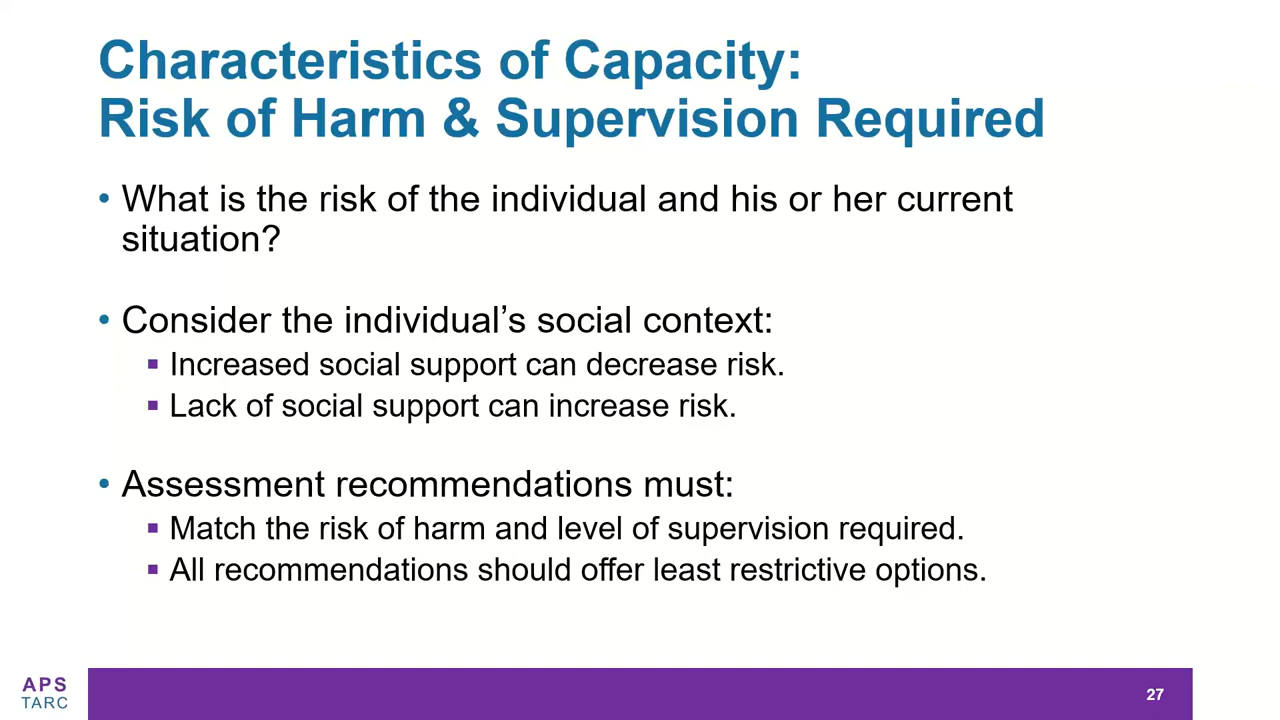 Characteristics of Capacity:
Risk of Harm & Supervision Required
• What is the risk of the individual and his or her current
situation?
• Consider the individual’s social context:
▪ Increased social support can decrease risk.
▪ Lack of social support can increase risk.
• Assessment recommendations must:
▪ Match the risk of harm and level of supervision required.
▪ All recommendations should offer least restrictive options.
APS
TARC
27